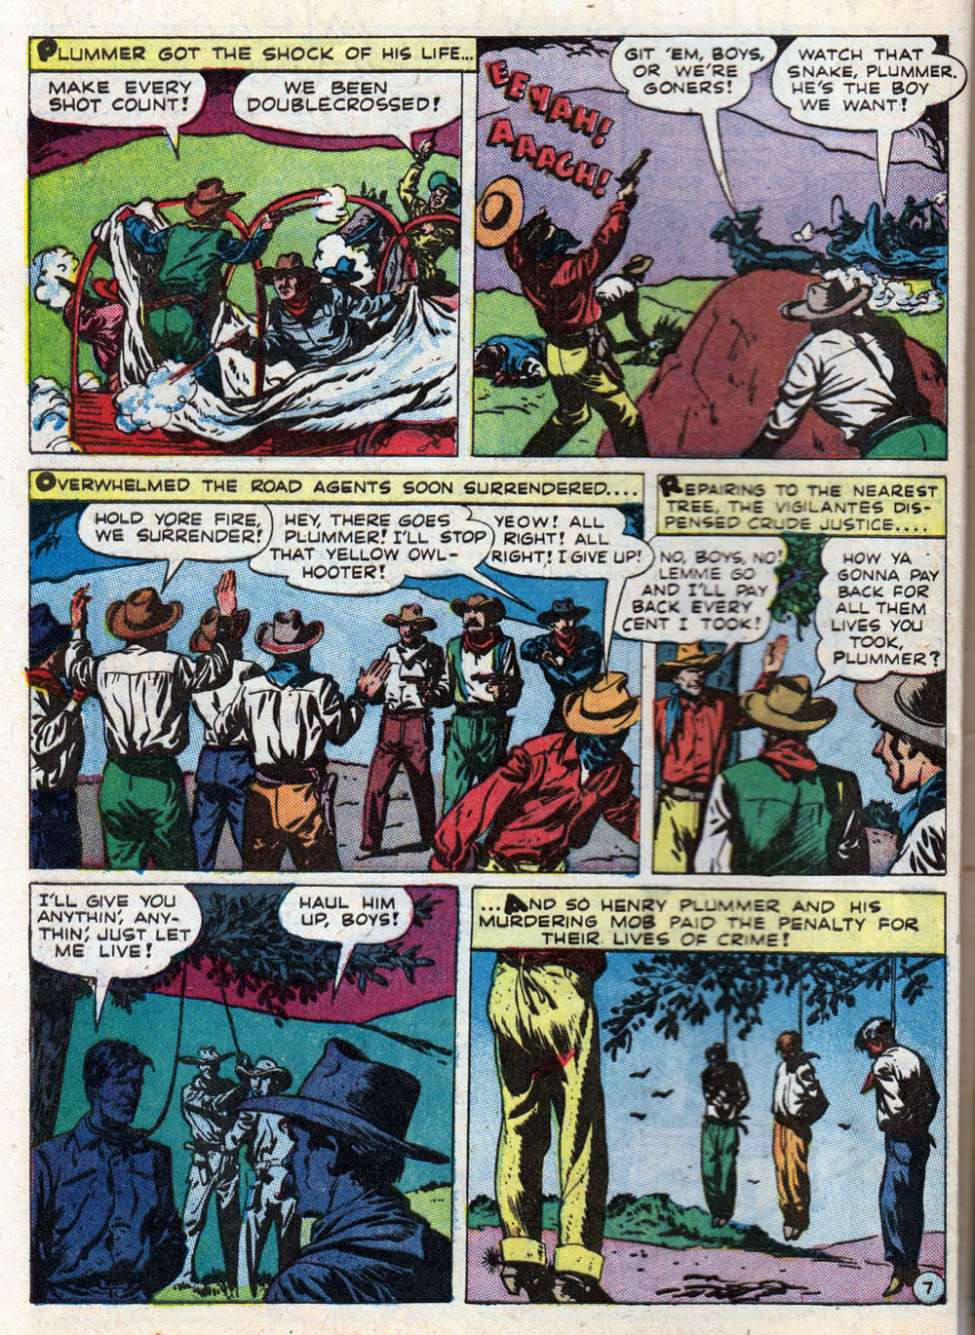 PLUMMER GOT THE SHOCK OF HIS LIFE...
MAKE EVERY
SHOT COUNT!
WE BEEN
DOUBLECROSSED!
EEYAH!
AAAGH!
GIT 'EM, BOYS,
OR WE'RE
GONERS!
WATCH THAT
SNAKE, PLUMMER.
HE'S THE BOY
WE WANT!
OVERWHELMED THE ROAD AGENTS SOON SURRENDERED....
HOLD YORE FIRE,
WE SURRENDER!
HEY, THERE GOES
PLUMMER! I'LL STOP
THAT YELLOW OWL-
HOOTER!
YEOW! ALL
RIGHT! ALL
RIGHT! I GIVE UP!
REPAIRING TO THE NEAREST
TREE, THE VIGILANTES DIS-
PENSED CRUDE JUSTICE....
NO, BOYS, NO!
LEMME GO
AND I'LL PAY
BACK EVERY
CENT I TOOK!
HOW YA
GONNA PAY
BACK FOR
ALL THEM
LIVES YOU
TOOK,
PLUMMER?
I'LL GIVE YOU
ANYTHIN', ANY-
THIN', JUST LET
ME LIVE!
HAUL HIM
UP, BOYS!
...AND SO HENRY PLUMMER AND HIS
MURDERING MOB PAID THE PENALTY FOR
THEIR LIVES OF CRIME!
7